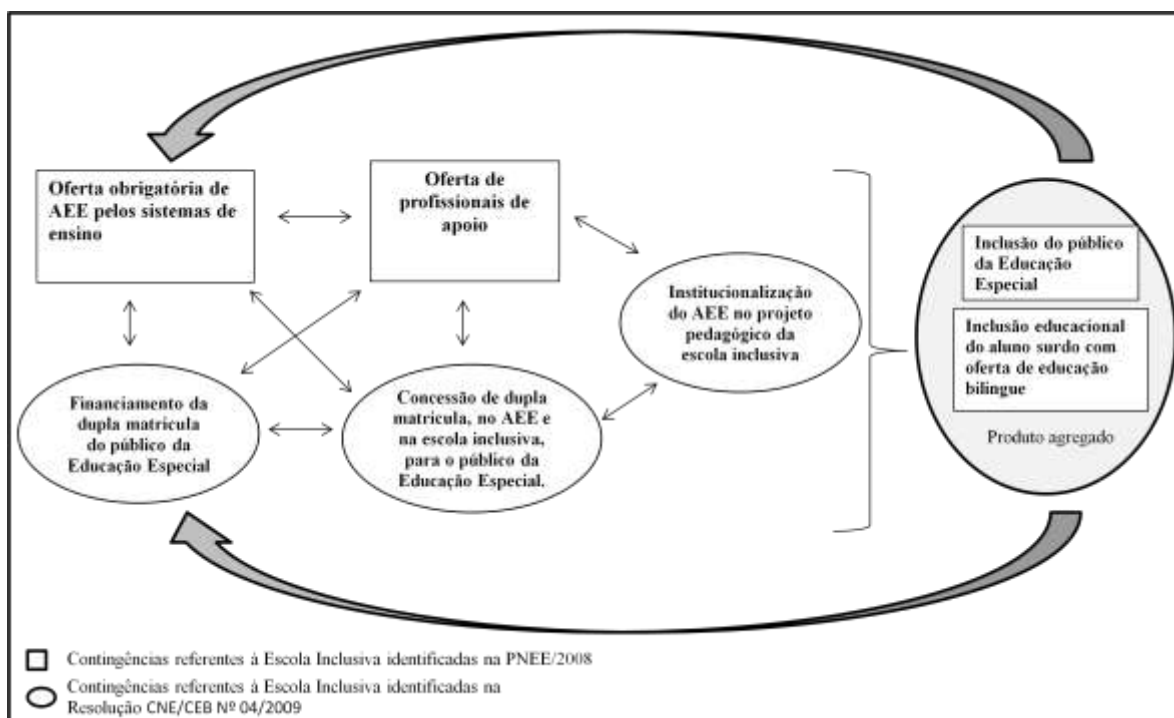 Oferta obrigatória de
AEE pelos sistemas de
ensino
Oferta de
profissionais de
apoio
Institucionalização
do AEE no projeto
pedagógico da
escola inclusiva
Financiamento da
dupla matrícula
do público da
Educação Especial
Concessão de dupla
matrícula, no AEE e
na escola inclusiva,
para o público da
Educação Especial.
Inclusão do público
da Educação
Especial
Inclusão educacional
do aluno surdo com
oferta de educação
bilingue
Produto agregado
Contingências referentes à Escola Inclusiva identificadas na PNEE/2008
Contingências referentes à Escola Inclusiva identificadas na
Resolução CNE/CEB Nº 04/2009